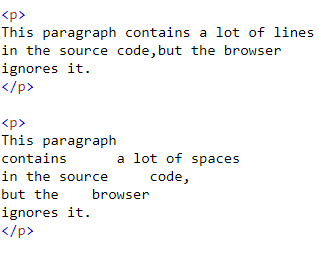 <p>
This paragraph contains a lot of lines
in the source code,but the browser
ignores it.
</p>

<p>
This paragraph
contains      a lot of spaces
in the source     code,
but the    browser
ignores it.
</p>